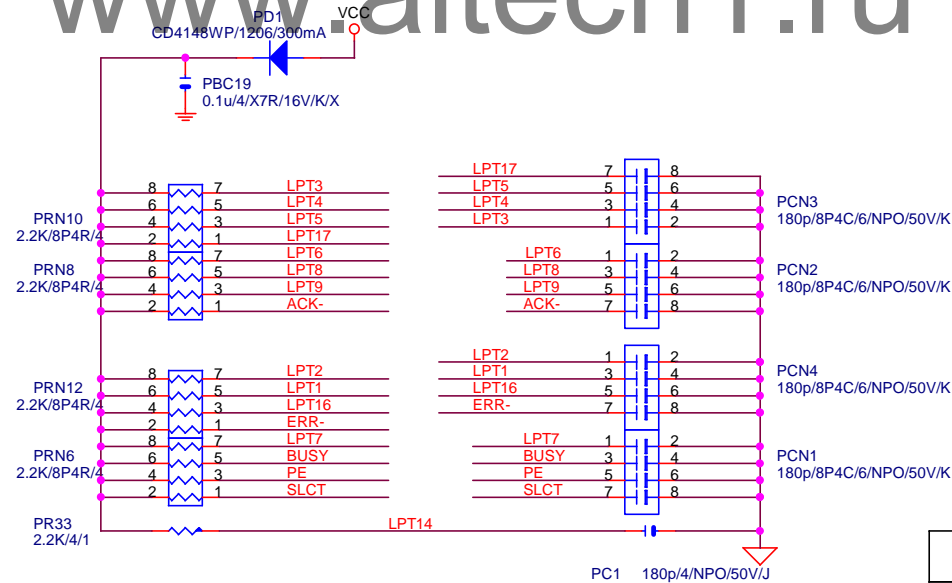 www.aitech1.ru
PD1 VCC
CD4148WP/1206/300mA
PBC19
0.1u/4/X7R/16V/K/X
PRN10
2.2K/8P4R/4
8 7 LPT3
6 5 LPT4
4 3 LPT5
2 1 LPT17
PRN8
2.2K/8P4R/4
8 7 LPT6
6 5 LPT8
4 3 LPT9
2 1 ACK-
PRN12
2.2K/8P4R/4
8 7 LPT2
6 5 LPT1
4 3 LPT16
2 1 ERR-
PRN6
2.2K/8P4R/4
8 7 LPT7
6 5 BUSY
4 3 PE
2 1 SLCT
PR33
2.2K/4/1
LPT14
LPT17 7 8
LPT5 5 6
LPT4 3 4
LPT3 1 2
PCN3
180p/8P4C/6/NPO/50V/K
LPT6 1 2
LPT8 3 4
LPT9 5 6
ACK- 7 8
PCN2
180p/8P4C/6/NPO/50V/K
LPT2 1 2
LPT1 3 4
LPT16 5 6
ERR- 7 8
PCN4
180p/8P4C/6/NPO/50V/K
LPT7 1 2
BUSY 3 4
PE 5 6
SLCT 7 8
PCN1
180p/8P4C/6/NPO/50V/K
PC1 180p/4/NPO/50V/J